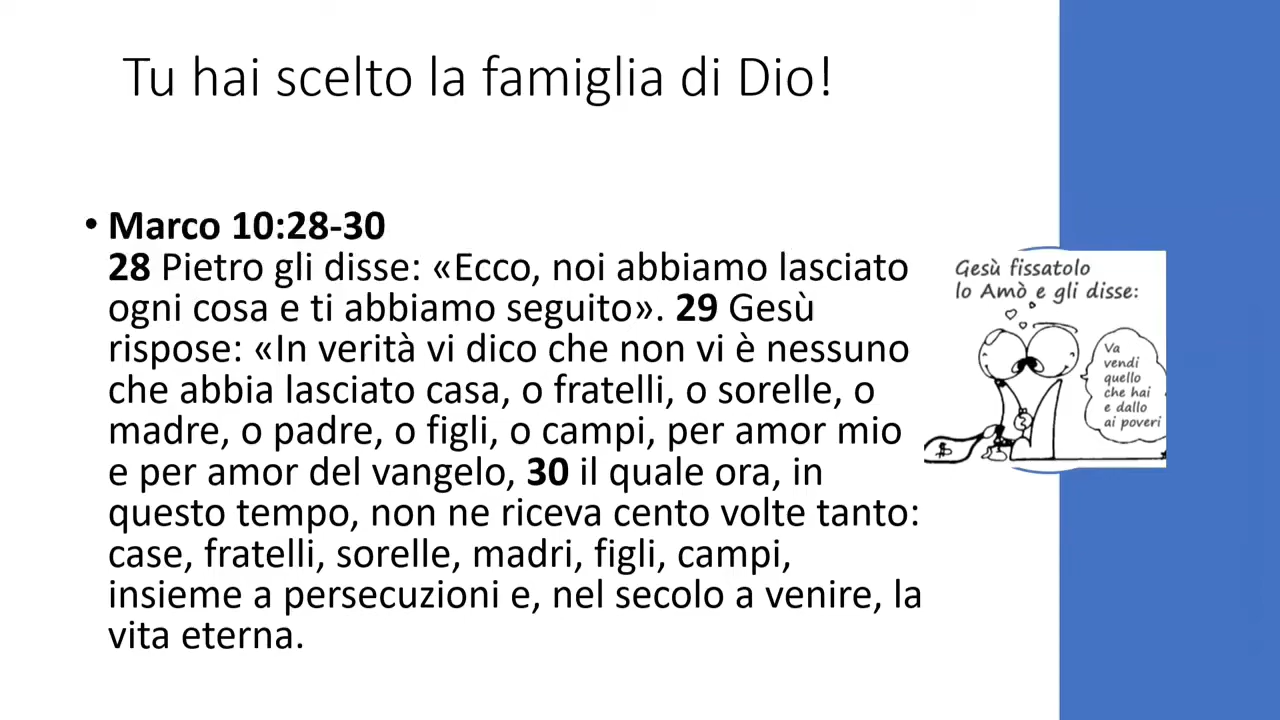 Tu hai scelto la famiglia di Dio!
• Marco 10:28-30
28 Pietro gli disse: «Ecco, noi abbiamo lasciato
ogni cosa e ti abbiamo seguito». 29 Gesù
rispose: «In verità vi dico che non vi è nessuno
che abbia lasciato casa, o fratelli, o sorelle, o
madre, o padre, o figli, o campi, per amor mio
e per amor del vangelo, 30 il quale ora, in
questo tempo, non ne riceva cento volte tanto:
case, fratelli, sorelle, madri, figli, campi,
insieme a persecuzioni e, nel secolo a venire, la
vita eterna.
Gesù fissatolo
lo Amò e gli disse:
Va
vendi
quello
che hai
e dallo
ai poveri
$